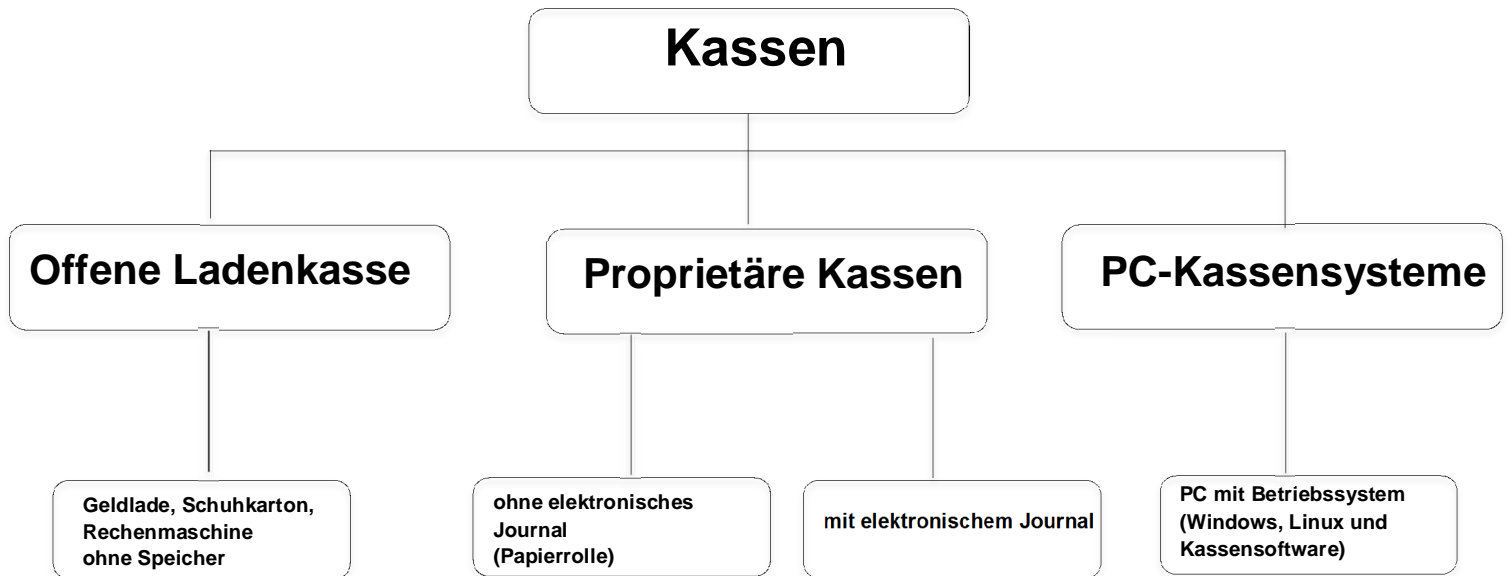 Kassen
Offene Ladenkasse
Proprietäre Kassen
PC-Kassensysteme
Geldlade, Schuhkarton,
Rechenmaschine
ohne Speicher
ohne elektronisches
Journal
(Papierrolle)
mit elektronischem Journal
PC mit Betriebssystem
(Windows, Linux und
Kassensoftware)